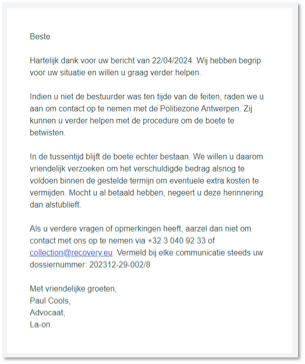 Beste
Hartelijk dank voor uw bericht van 22/04/2024. Wij hebben begrip
voor uw situatie en willen u graag verder helpen.
Indien u niet de bestuurder was ten tijde van de feiten, raden we u
aan om contact op te nemen met de Politiezone Antwerpen. Zij
kunnen u verder helpen met de procedure om de boete te
betwisten.
In de tussentijd blijft de boete echter bestaan. We willen u daarom
vriendelijk verzoeken om het verschuldigde bedrag alsnog te
voldoen binnen de gestelde termijn om eventuele extra kosten te
vermijden. Mocht u al betaald hebben, negeert u deze herinnering
dan alstublieft.
Als u verdere vragen of opmerkingen heeft, aarzel dan niet om
contact met ons op te nemen via +32 3 040 92 33 of
collection@recovery.eu. Vermeld bij elke communicatie steeds uw
dossiernummer: 202312-29-002/8
Met vriendelijke groeten,
Paul Cools,
Advocaat,
La-on.